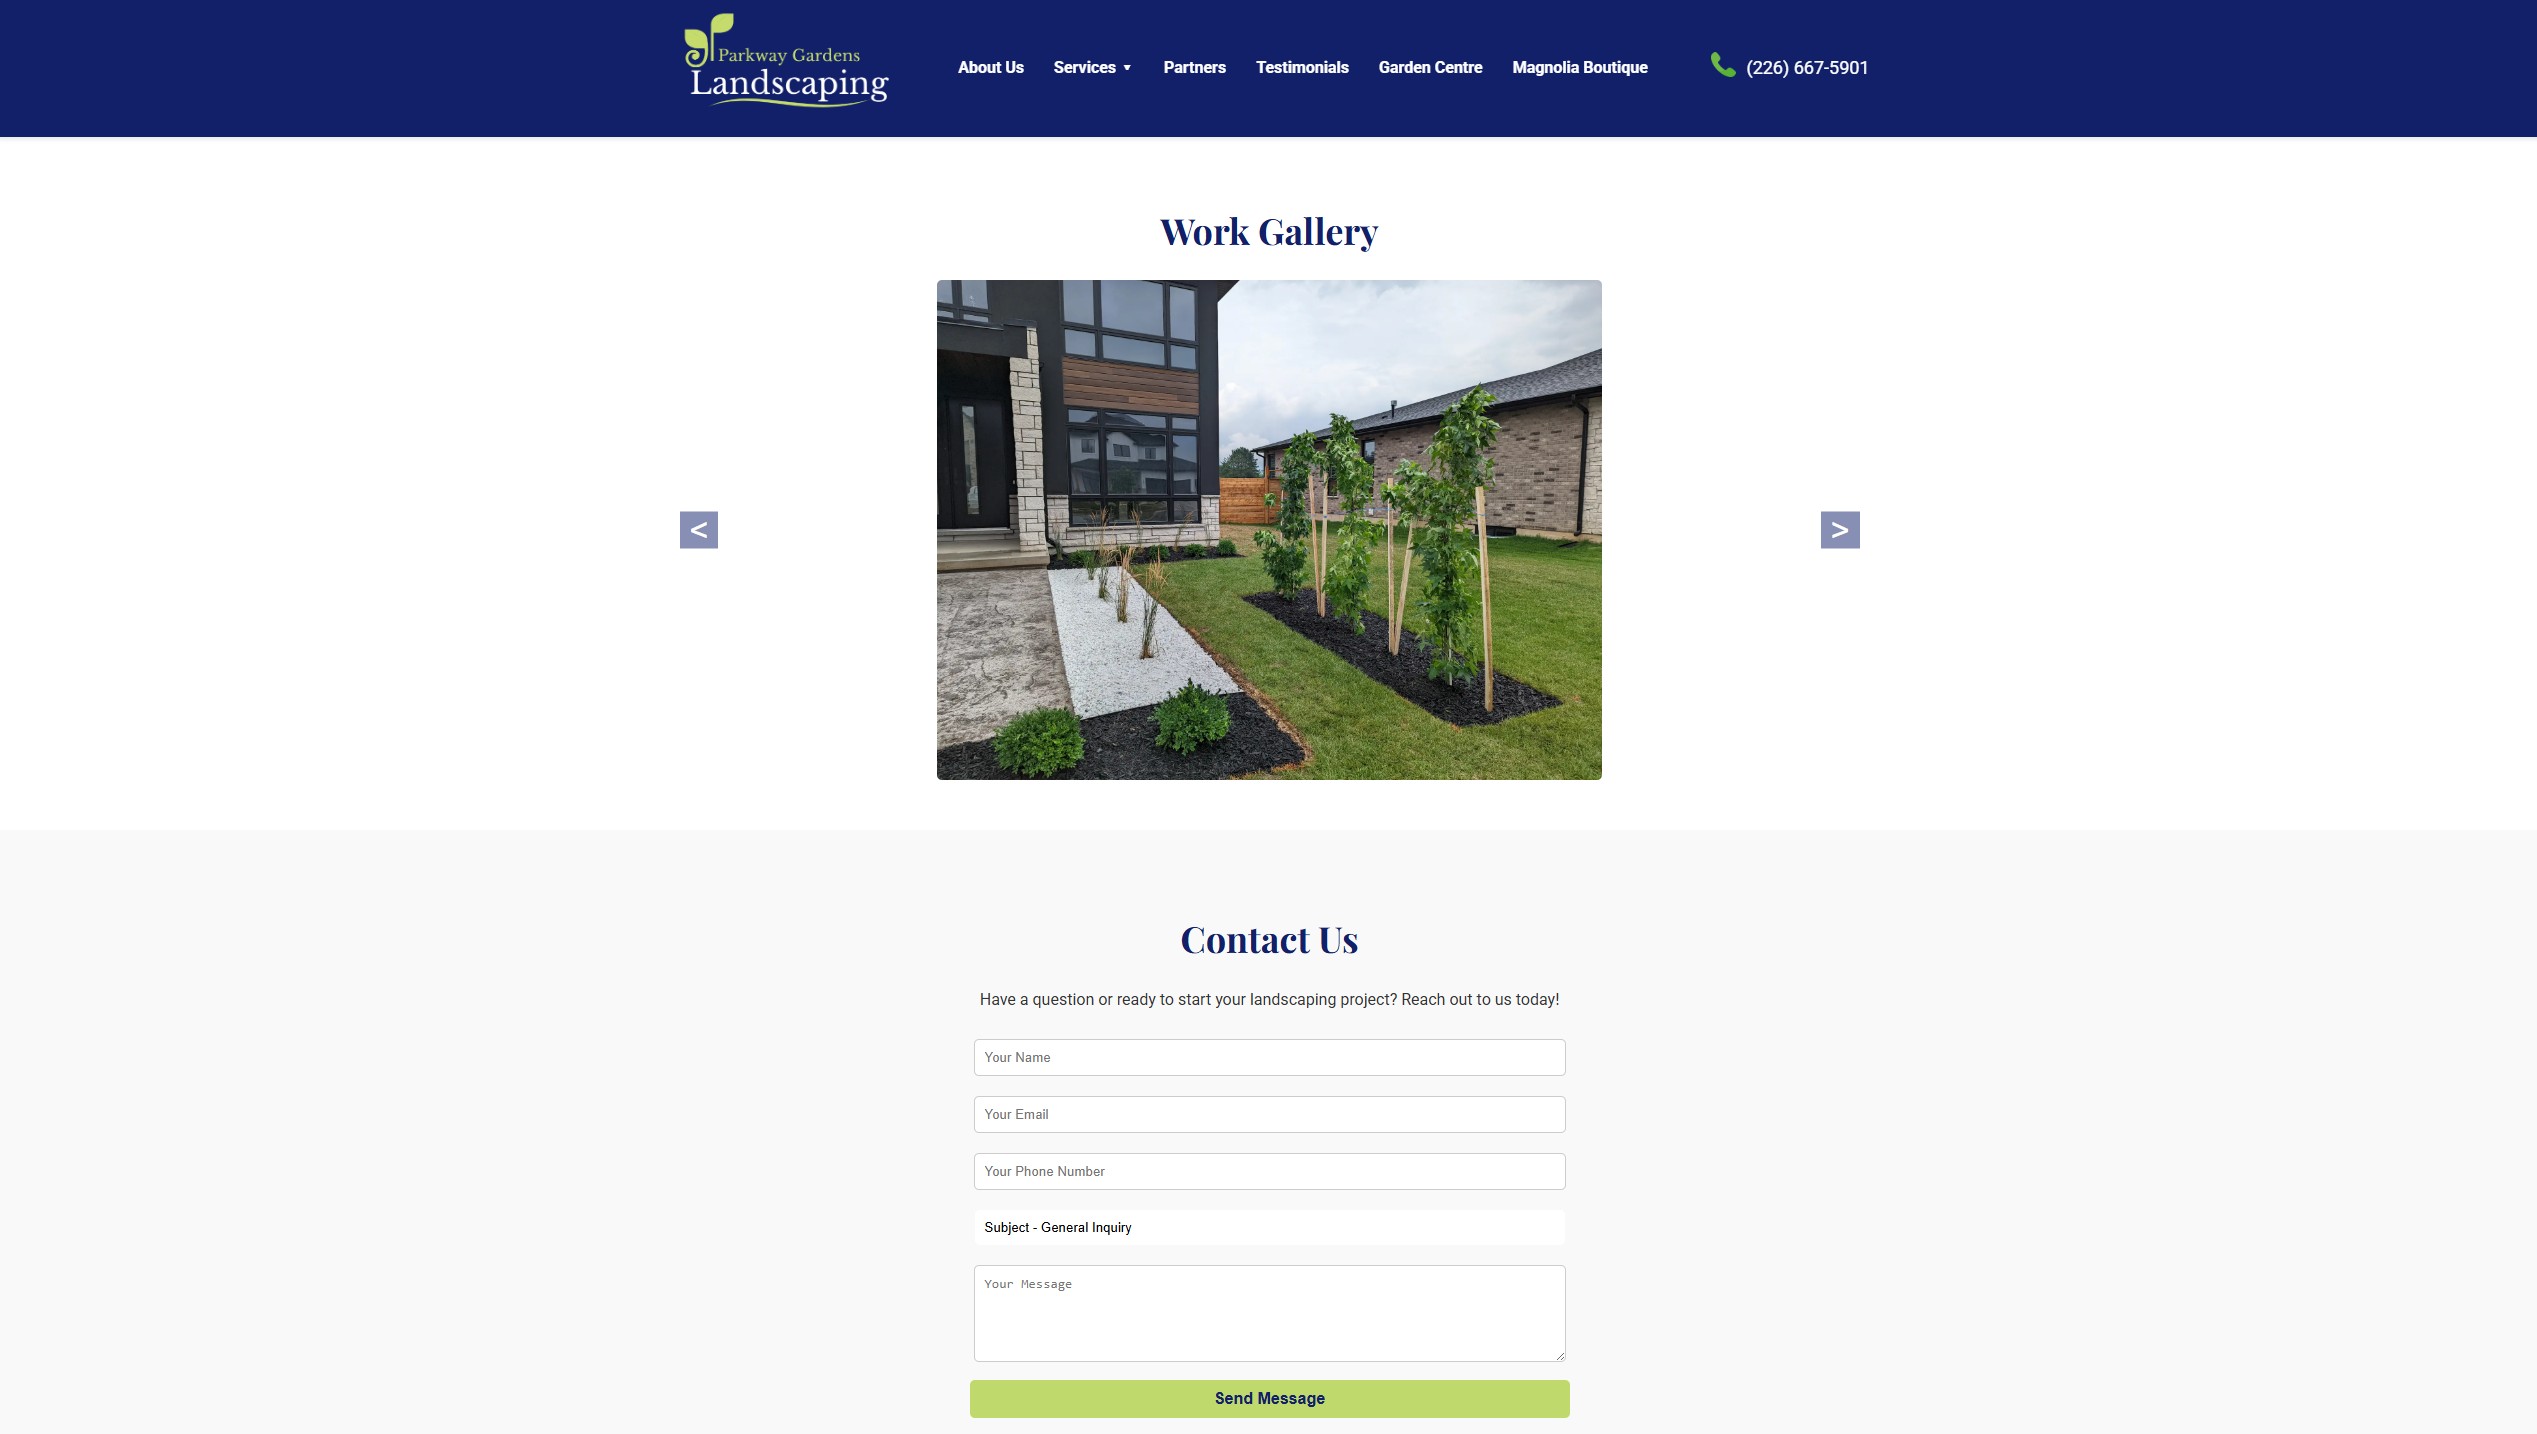 Parkway Gardens
Landscaping
About Us
Services
Partners
Testimonials
Garden Centre
Magnolia Boutique
(226) 667-5901
Work Gallery
<
>
Contact Us
Have a question or ready to start your landscaping project? Reach out to us today!
Your Name
Your Email
Your Phone Number
Subject - General Inquiry
Your Message
Send Message